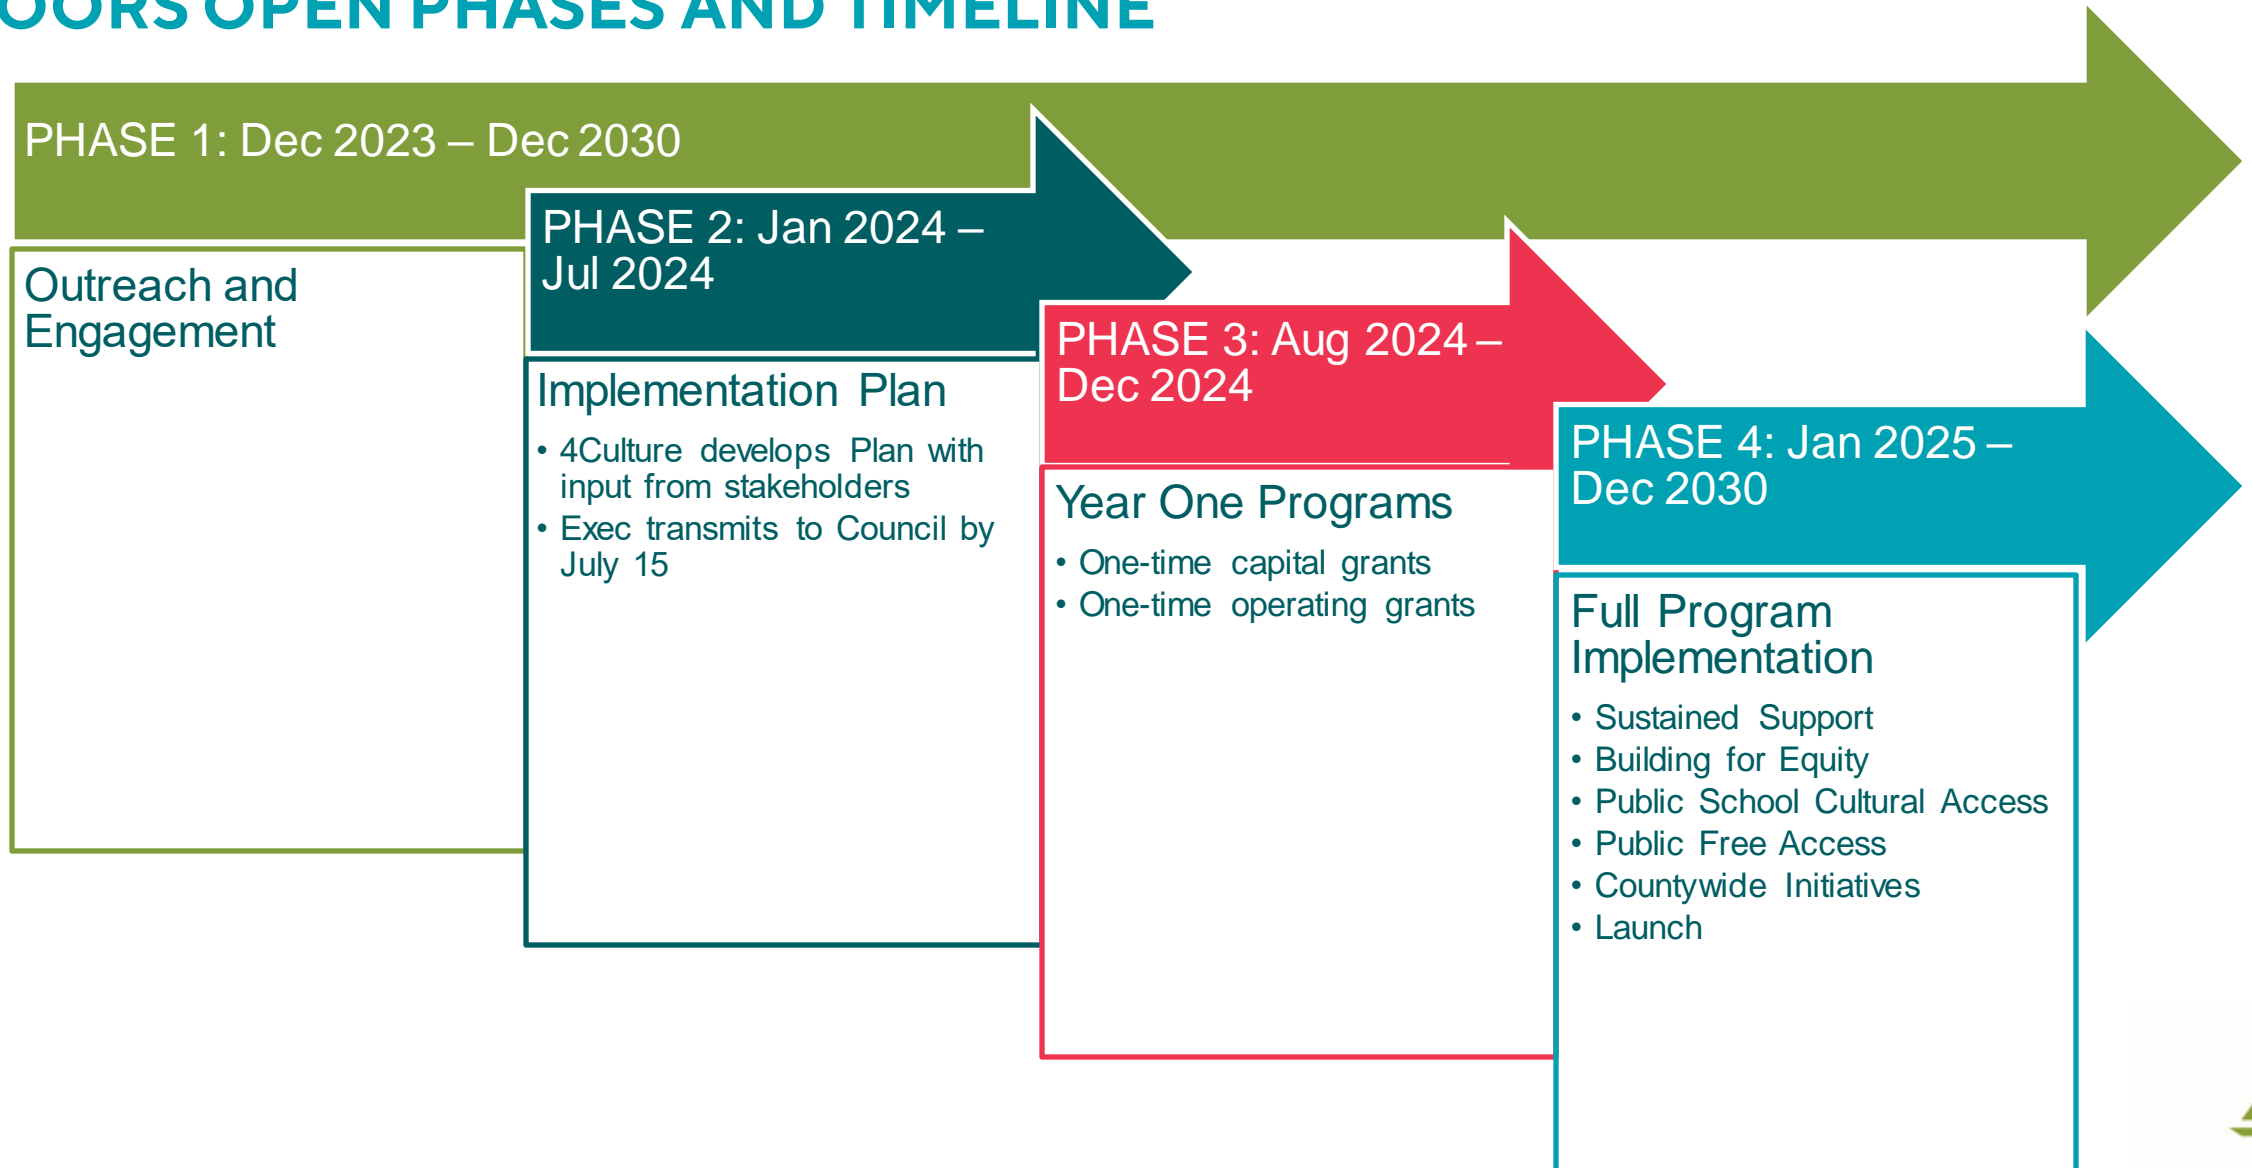 OORS OPEN PHASES AND TIMELINE
PHASE 1: Dec 2023 – Dec 2030
Outreach and
Engagement
PHASE 2: Jan 2024 –
Jul 2024
Implementation Plan
• 4Culture develops Plan with
input from stakeholders
• Exec transmits to Council by
July 15
PHASE 3: Aug 2024 –
Dec 2024
Year One Programs
• One-time capital grants
• One-time operating grants
PHASE 4: Jan 2025 –
Dec 2030
Full Program
Implementation
• Sustained Support
• Building for Equity
• Public School Cultural Access
• Public Free Access
• Countywide Initiatives
• Launch